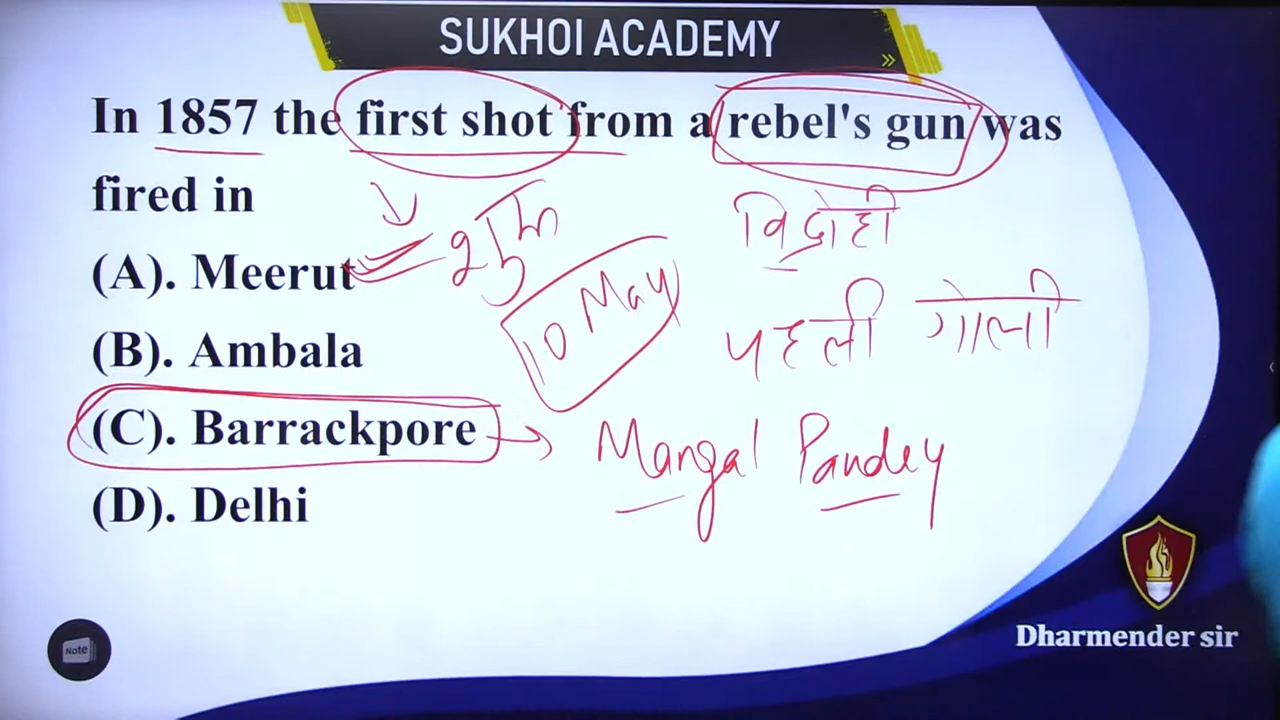 SUKHOI ACADEMY
In 1857 the first shot from a rebel's gun was
fired in
(A). Meerut
शुरू
विद्रोही
10 May
पहली गोली
(B). Ambala
(C). Barrackpore
Mangal Pandey
(D). Delhi
Note
Dharmender sir